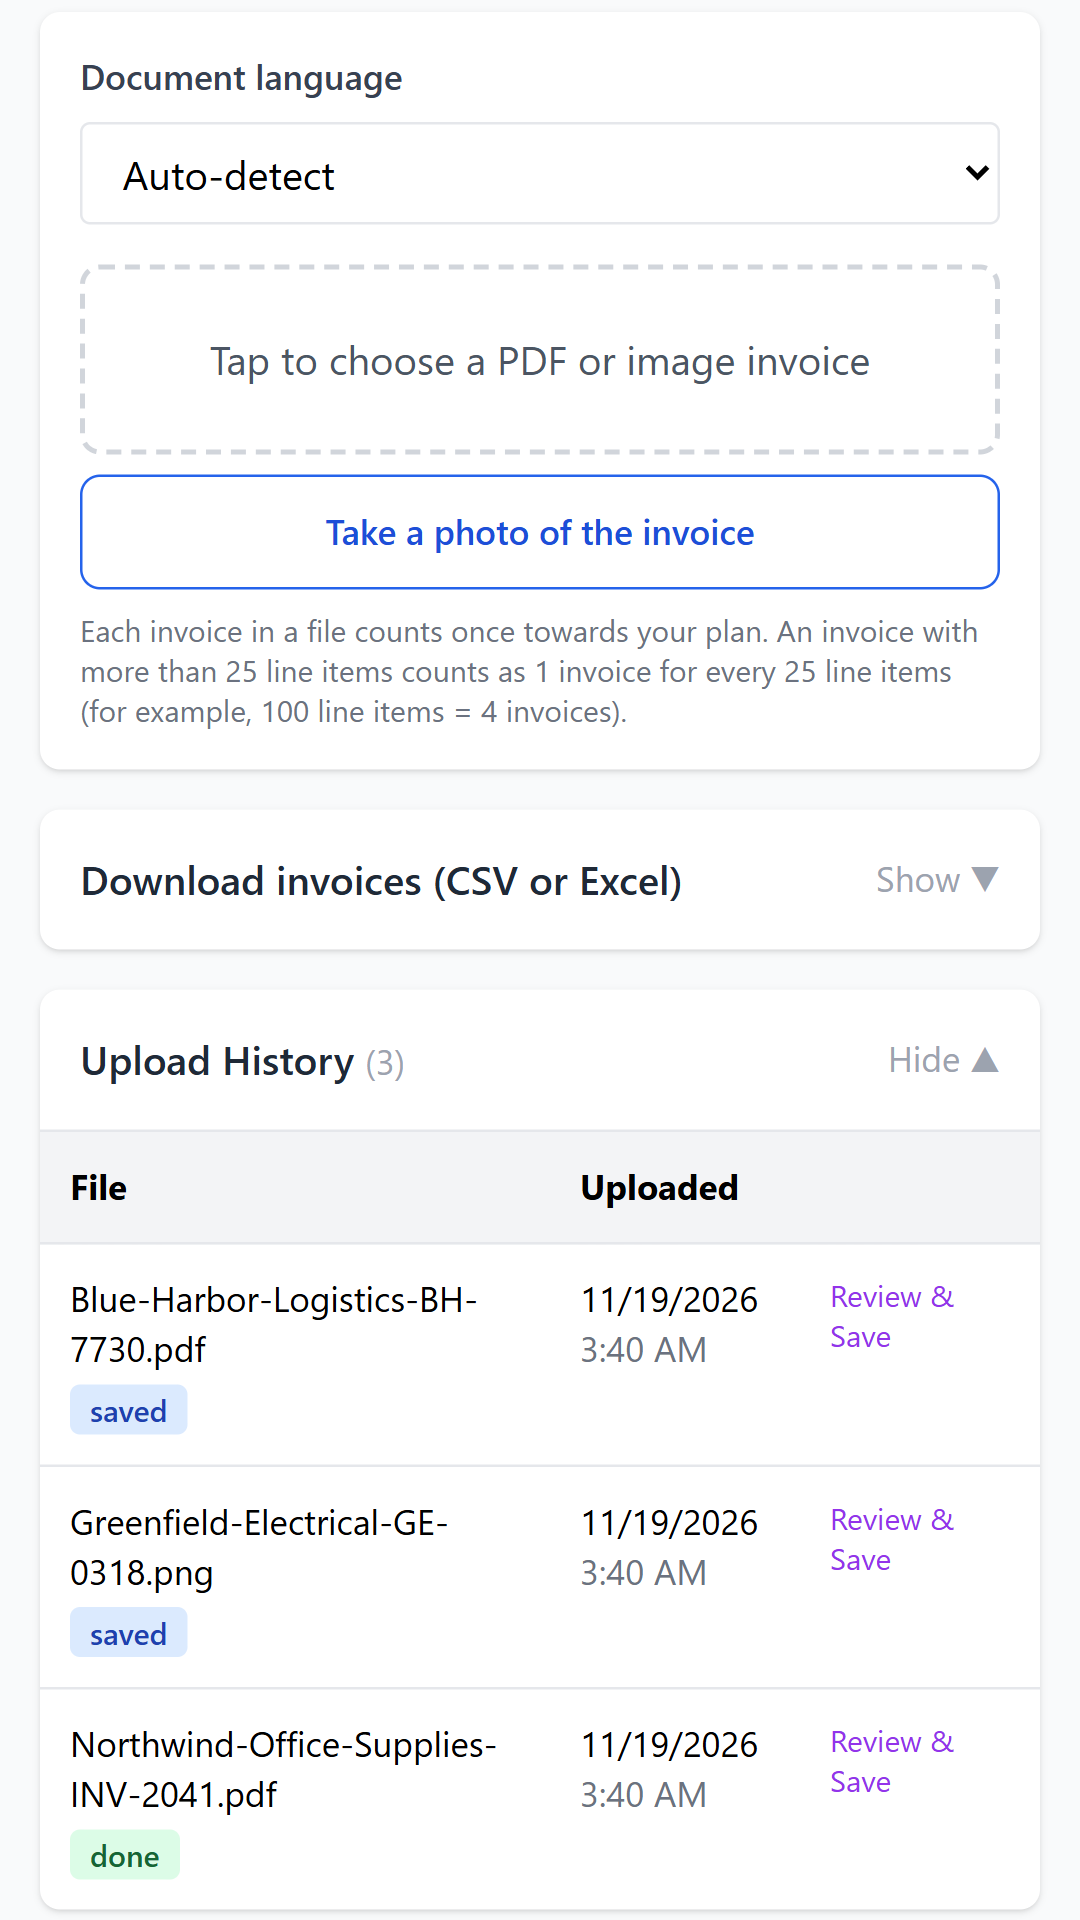 Document language
Auto-detect
Tap to choose a PDF or image invoice
Take a photo of the invoice
Each invoice in a file counts once towards your plan. An invoice with
more than 25 line items counts as 1 invoice for every 25 line items
(for example, 100 line items = 4 invoices).
Download invoices (CSV or Excel)
Show ▼
Upload History (3)
Hide ▲
File
Uploaded
Blue-Harbor-Logistics-BH-
7730.pdf
saved
11/19/2026
3:40 AM
Review &
Save
Greenfield-Electrical-GE-
0318.png
saved
11/19/2026
3:40 AM
Review &
Save
Northwind-Office-Supplies-
INV-2041.pdf
done
11/19/2026
3:40 AM
Review &
Save